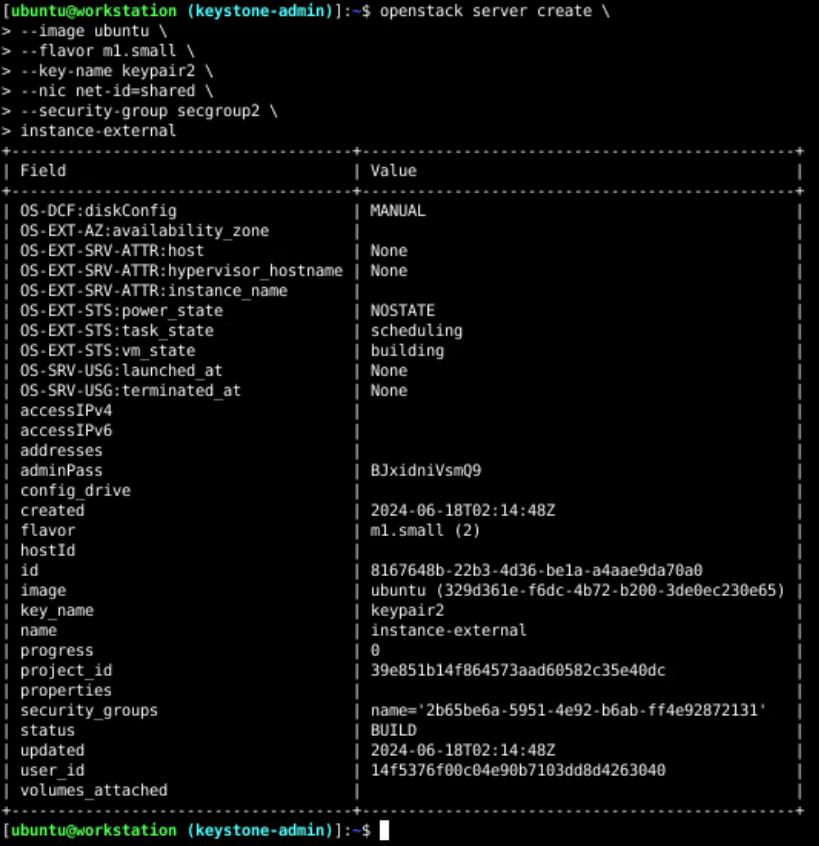 [ubuntu@workstation (keystone-admin)]:~$ openstack server create \
> --image ubuntu \
> --flavor m1.small \
> --key-name keypair2 \
> --nic net-id=shared \
> --security-group secgroup2 \
> instance-external
+-------------------------------------+-----------------------------------------------+
| Field | Value |
+-------------------------------------+-----------------------------------------------+
| OS-DCF:diskConfig | MANUAL |
| OS-EXT-AZ:availability_zone | |
| OS-EXT-SRV-ATTR:host | None |
| OS-EXT-SRV-ATTR:hypervisor_hostname | None |
| OS-EXT-SRV-ATTR:instance_name | |
| OS-EXT-STS:power_state | NOSTATE |
| OS-EXT-STS:task_state | scheduling |
| OS-EXT-STS:vm_state | building |
| OS-SRV-USG:launched_at | None |
| OS-SRV-USG:terminated_at | None |
| accessIPv4 | |
| accessIPv6 | |
| addresses | |
| adminPass | BJxidniVsmQ9 |
| config_drive | |
| created | 2024-06-18T02:14:48Z |
| flavor | m1.small (2) |
| hostId | |
| id | 8167648b-22b3-4d36-be1a-a4aae9da70a0 |
| image | ubuntu (329d361e-f6dc-4b72-b200-3de0ec230e65) |
| key_name | keypair2 |
| name | instance-external |
| progress | 0 |
| project_id | 39e851b14f864573aad60582c35e40dc |
| properties | |
| security_groups | name='2b65be6a-5951-4e92-b6ab-ff4e92872131' |
| status | BUILD |
| updated | 2024-06-18T02:14:48Z |
| user_id | 14f5376f00c04e90b7103dd8d4263040 |
| volumes_attached | |
+-------------------------------------+-----------------------------------------------+
[ubuntu@workstation (keystone-admin)]:~$